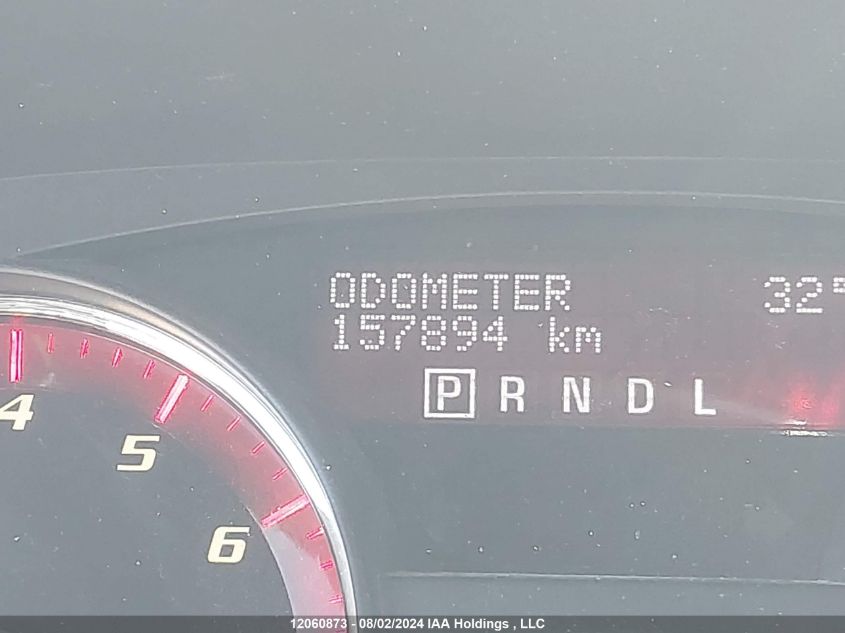 ODOMETER 32°
157894 km
P R N D L
4
5
6
12060873 - 08/02/2024 IAA Holdings , LLC